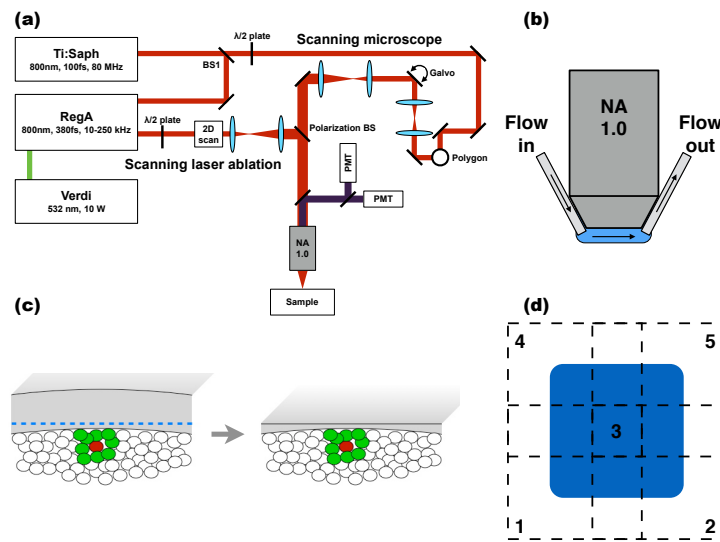 (a)
Ti:Saph
800nm, 100fs, 80 MHz
λ/2 plate
BS1
Scanning microscope
Galvo
RegA
800nm, 380fs, 10-250 kHz
λ/2 plate
2D
scan
Polarization BS
Polygon
Scanning laser ablation
Verdi
532 nm, 10 W
PMT
PMT
NA
1.0
Sample
(b)
NA
1.0
Flow
in
Flow
out
(c)
(d)
4
5
3
1
2